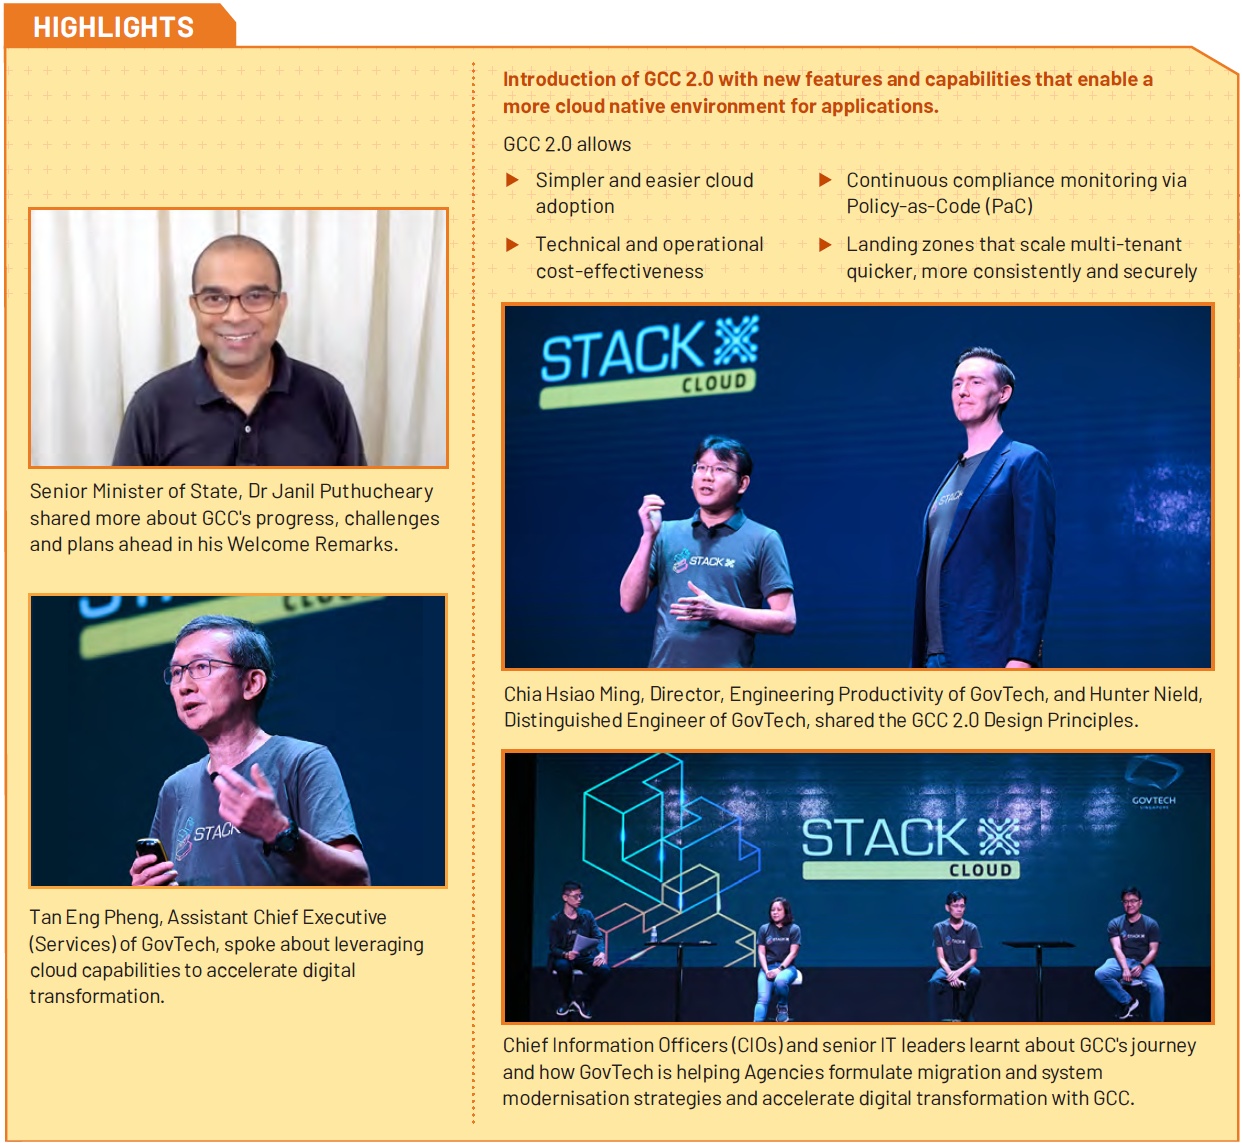 HIGHLIGHTS
Senior Minister of State, Dr Janil Puthucheary
shared more about GCC's progress, challenges
and plans ahead in his Welcome Remarks.
CLOUD
STACK
Tan Eng Pheng, Assistant Chief Executive
(Services) of GovTech, spoke about leveraging
cloud capabilities to accelerate digital
transformation.
Introduction of GCC 2.0 with new features and capabilities that enable a
more cloud native environment for applications.
GCC 2.0 allows
Simpler and easier cloud
adoption
Technical and operational
cost-effectiveness
Continuous compliance monitoring via
Policy-as-Code (PaC)
Landing zones that scale multi-tenant
quicker, more consistently and securely
STACK X
CLOUD
STACK X
STACK
Chia Hsiao Ming, Director, Engineering Productivity of GovTech, and Hunter Nield,
Distinguished Engineer of GovTech, shared the GCC 2.0 Design Principles.
GOVTECH
SINGAPORE
STACK X
CLOUD
Chief Information Officers (CIOs) and senior IT leaders learnt about GCC's journey
and how GovTech is helping Agencies formulate migration and system
modernisation strategies and accelerate digital transformation with GCC.